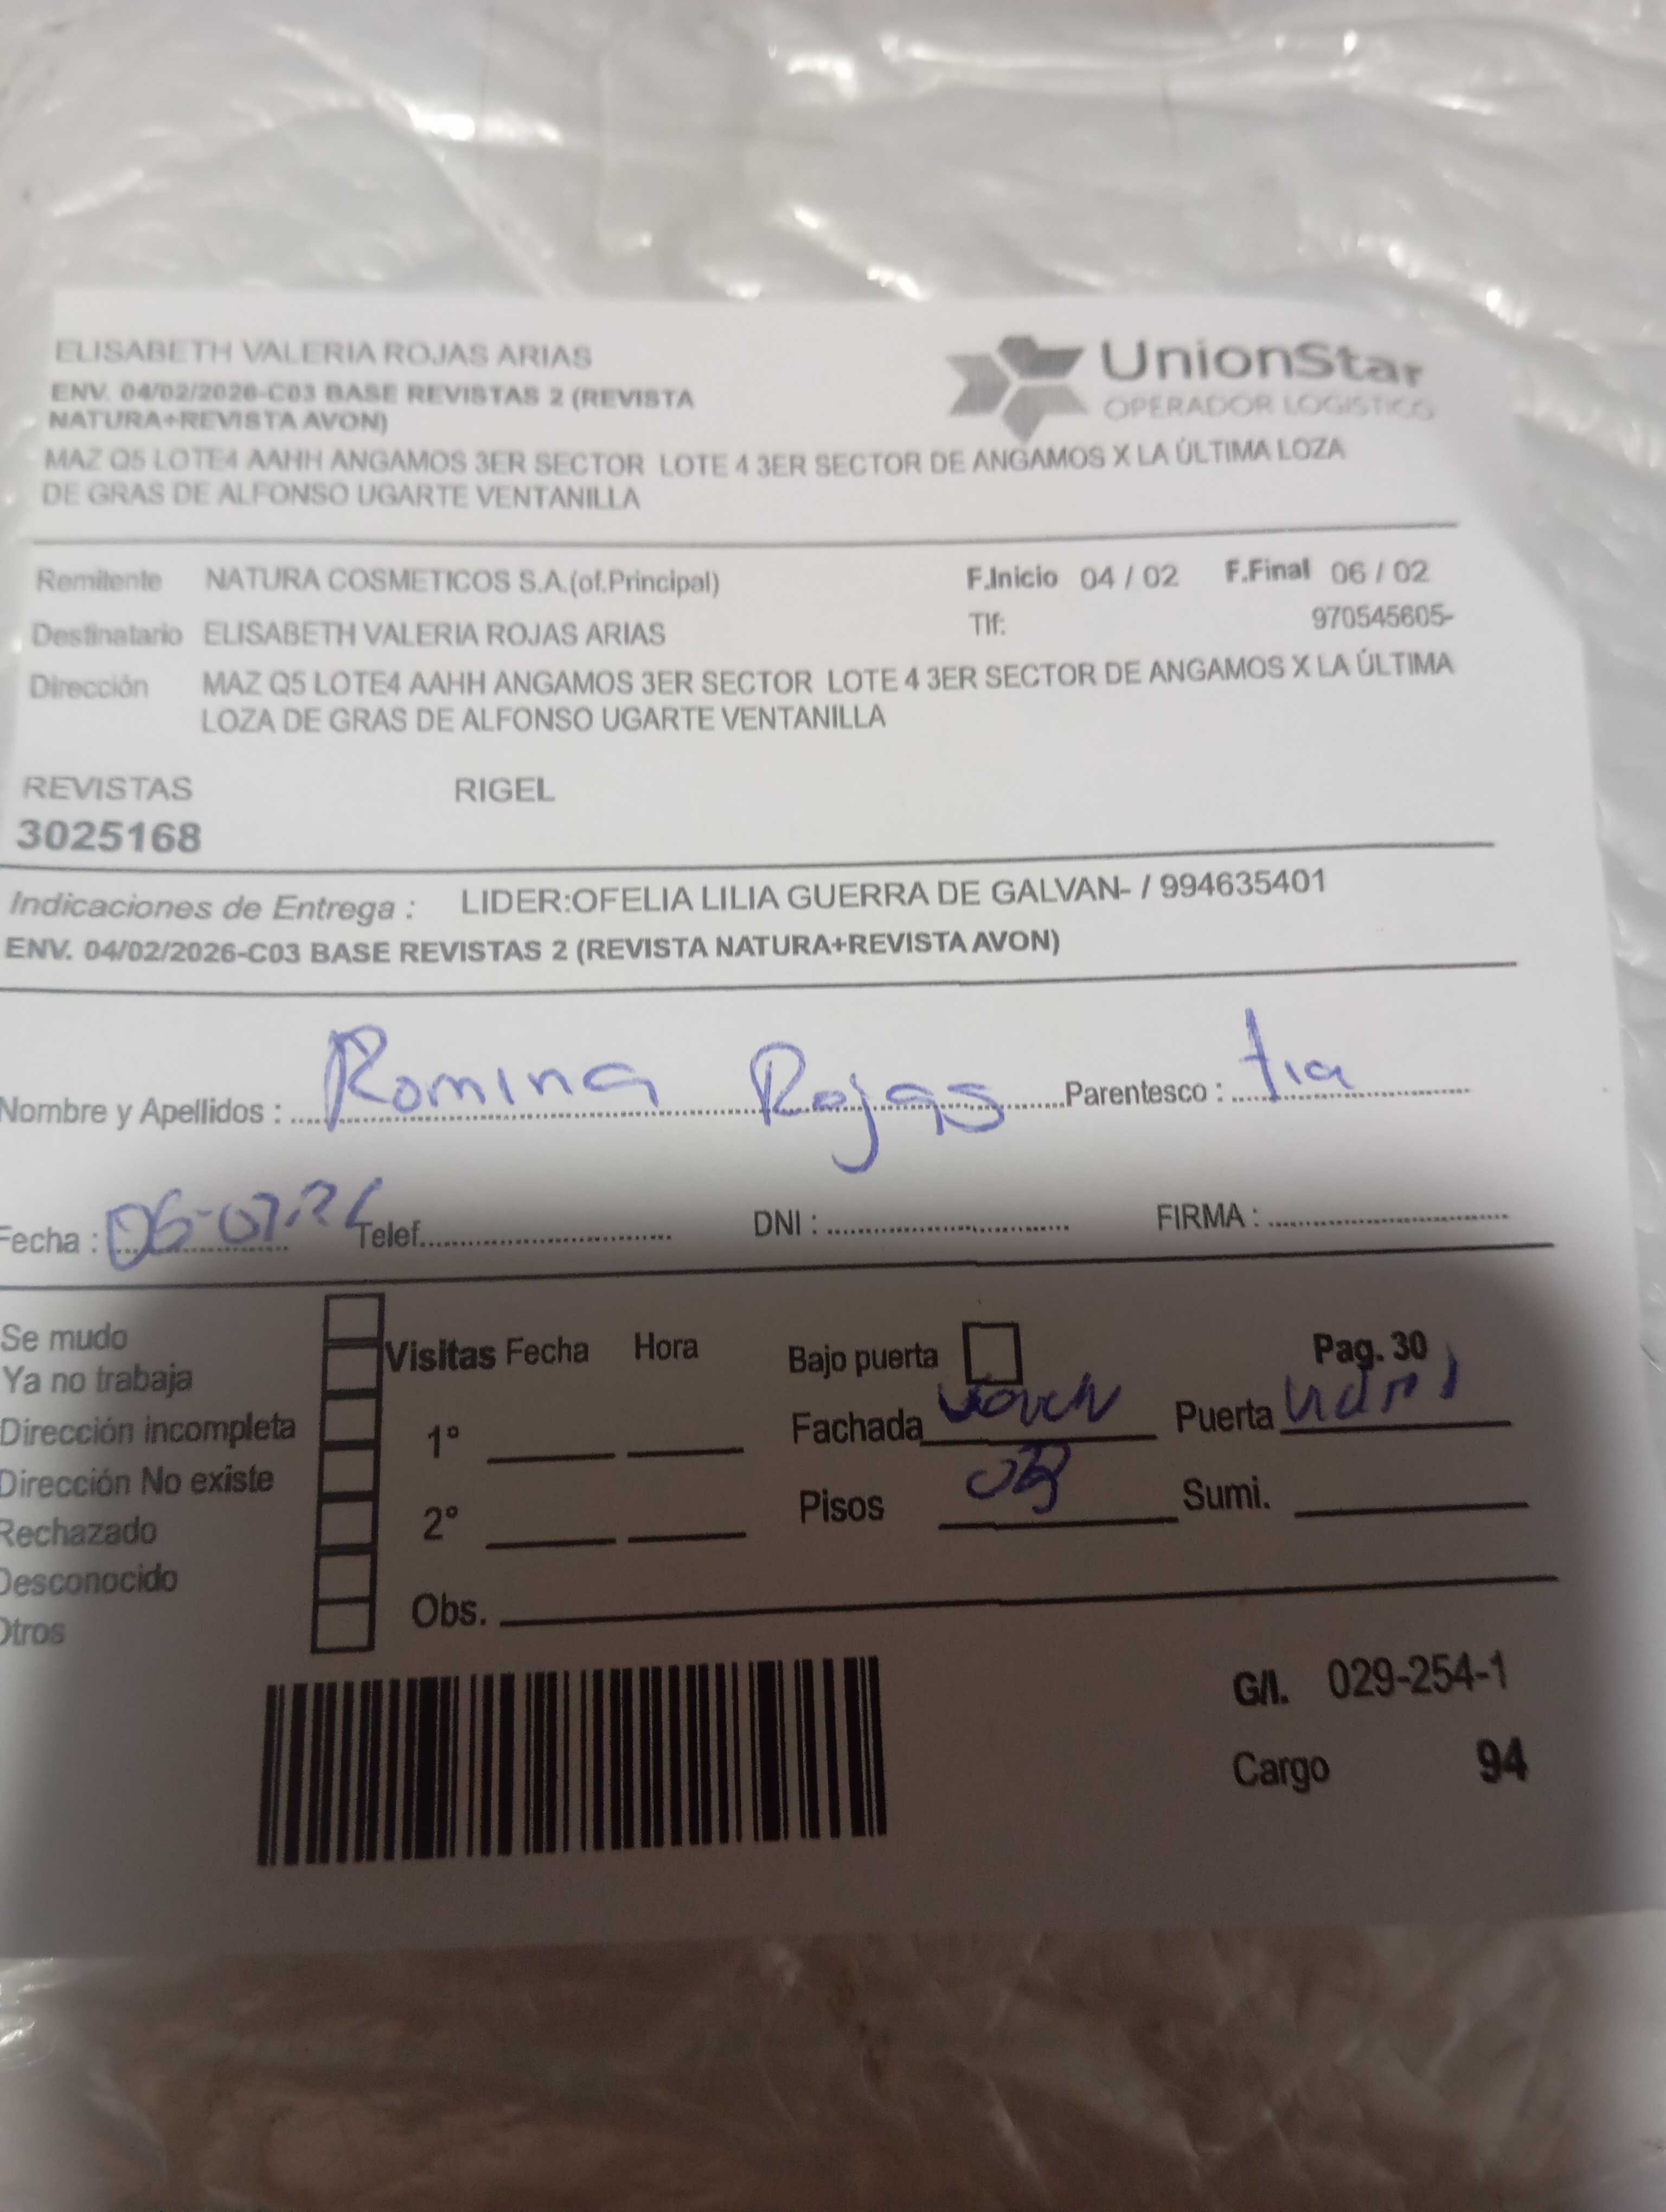 ELISABETH VALERIA ROJAS ARIAS
ENV. 04/02/2026-C03 BASE REVISTAS 2 (REVISTA
NATURA+REVISTA AVON)
UnionStar
OPERADOR LOGISTICO
MAZ Q5 LOTE4 AAHH ANGAMOS 3ER SECTOR LOTE 4 3ER SECTOR DE ANGAMOS X LA ÚLTIMA LOZA
DE GRAS DE ALFONSO UGARTE VENTANILLA
Remitente NATURA COSMETICOS S.A.(of.Principal) F.Inicio 04 / 02 F.Final 06 / 02
Destinatario ELISABETH VALERIA ROJAS ARIAS Tlf: 970545605-
Dirección MAZ Q5 LOTE4 AAHH ANGAMOS 3ER SECTOR LOTE 4 3ER SECTOR DE ANGAMOS X LA ÚLTIMA
LOZA DE GRAS DE ALFONSO UGARTE VENTANILLA
REVISTAS RIGEL
3025168
Indicaciones de Entrega : LIDER:OFELIA LILIA GUERRA DE GALVAN- / 994635401
ENV. 04/02/2026-C03 BASE REVISTAS 2 (REVISTA NATURA+REVISTA AVON)
Nombre y Apellidos : Romina Rojas Parentesco : tia
Fecha : Telef. DNI : FIRMA :
Se mudo
Ya no trabaja
Dirección incompleta
Dirección No existe
Rechazado
Desconocido
Otros
Visitas Fecha Hora
1°
2°
Obs.
Bajo puerta Pag. 30
Fachada Puerta
Pisos Sumi.
G/I. 029-254-1
Cargo 94